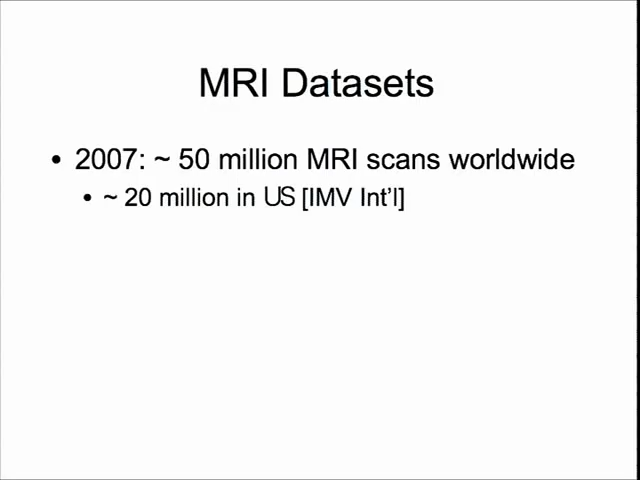 MRI Datasets
• 2007: ~ 50 million MRI scans worldwide
• ~ 20 million in US [IMV Int'l]